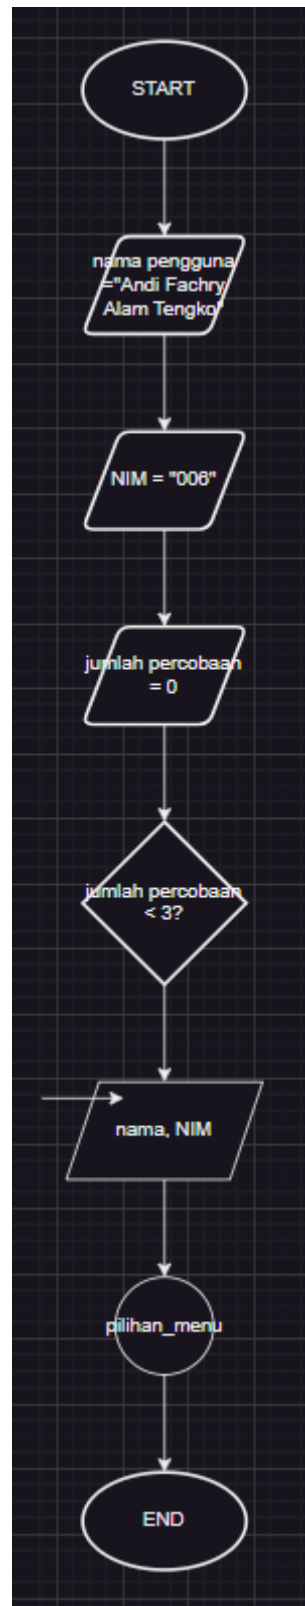 START
nama pengguna
="Andi Fachry
Alam Tengko"
NIM = "006"
jumlah percobaan
= 0
jumlah percobaan
< 3?
nama, NIM
pilihan_menu
END